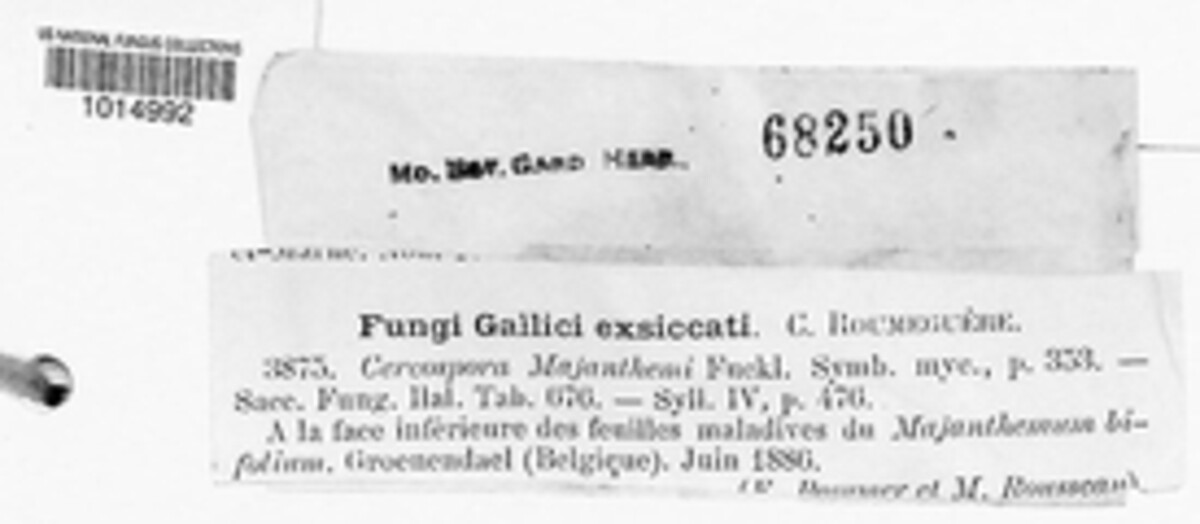 US NATIONAL FUNGUS COLLECTIONS
1014992
68250
Mo. Bot. Gard Herb.
Fungi Gallici exsiccati. C. ROUMEGUÈRE.
3875. Cercospora Majanthemi Fuckl. Symb. myc., p. 353. —
Sacc. Fung. Ital. Tab. 676. — Syll. IV, p. 476.
A la face inférieure des feuilles maladives du Majanthemum bi-
folium. Groenendael (Belgique). Juin 1886.
et M. Rousseau).